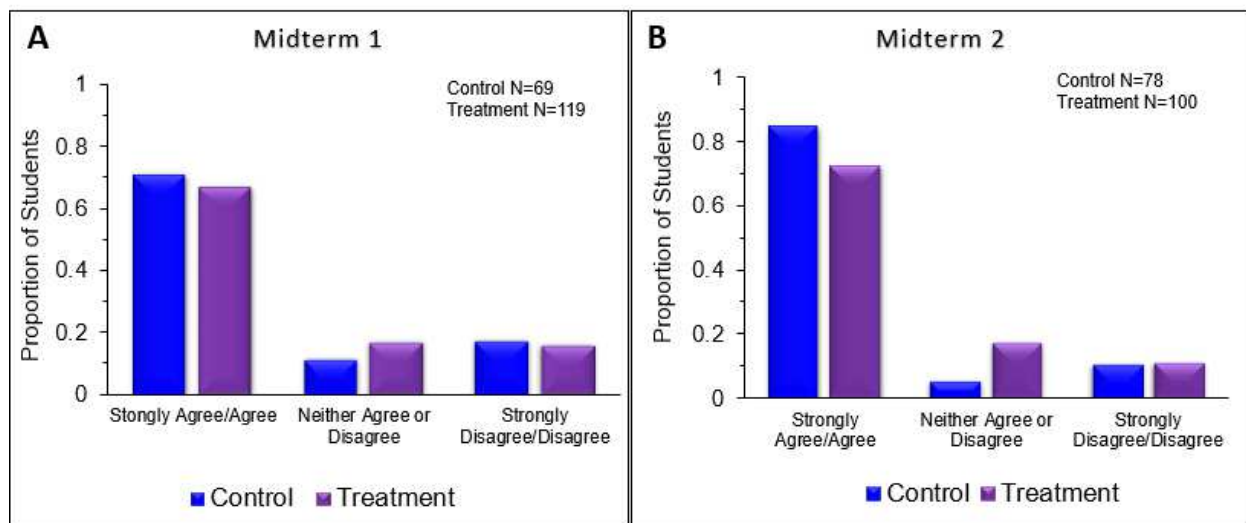 A
Midterm 1
Control N=69
Treatment N=119
Proportion of Students
1
0.8
0.6
0.4
0.2
0
Stongly Agree/Agree
Neither Agree or
Disagree
Strongly
Disagree/Disagree
Control
Treatment
B
Midterm 2
Control N=78
Treatment N=100
Proportion of Students
1
0.8
0.6
0.4
0.2
0
Strongly
Agree/Agree
Neither Agree or
Disagree
Strongly
Disagree/Disagree
Control
Treatment